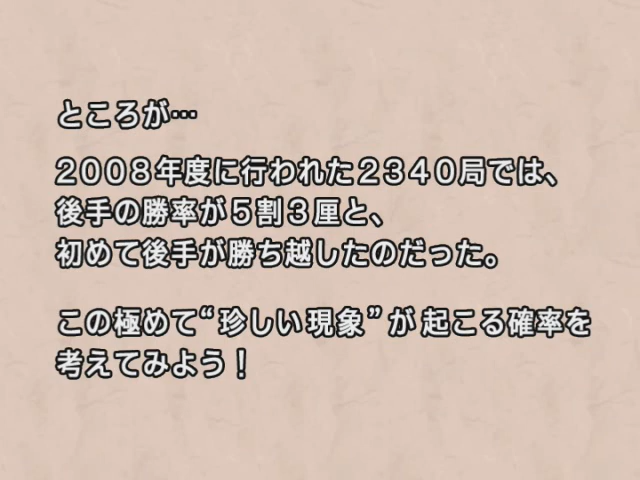 ところが…
２００８年度に行われた２３４０局では、
後手の勝率が５割３厘と、
初めて後手が勝ち越したのだった。
この極めて“珍しい現象”が起こる確率を
考えてみよう！